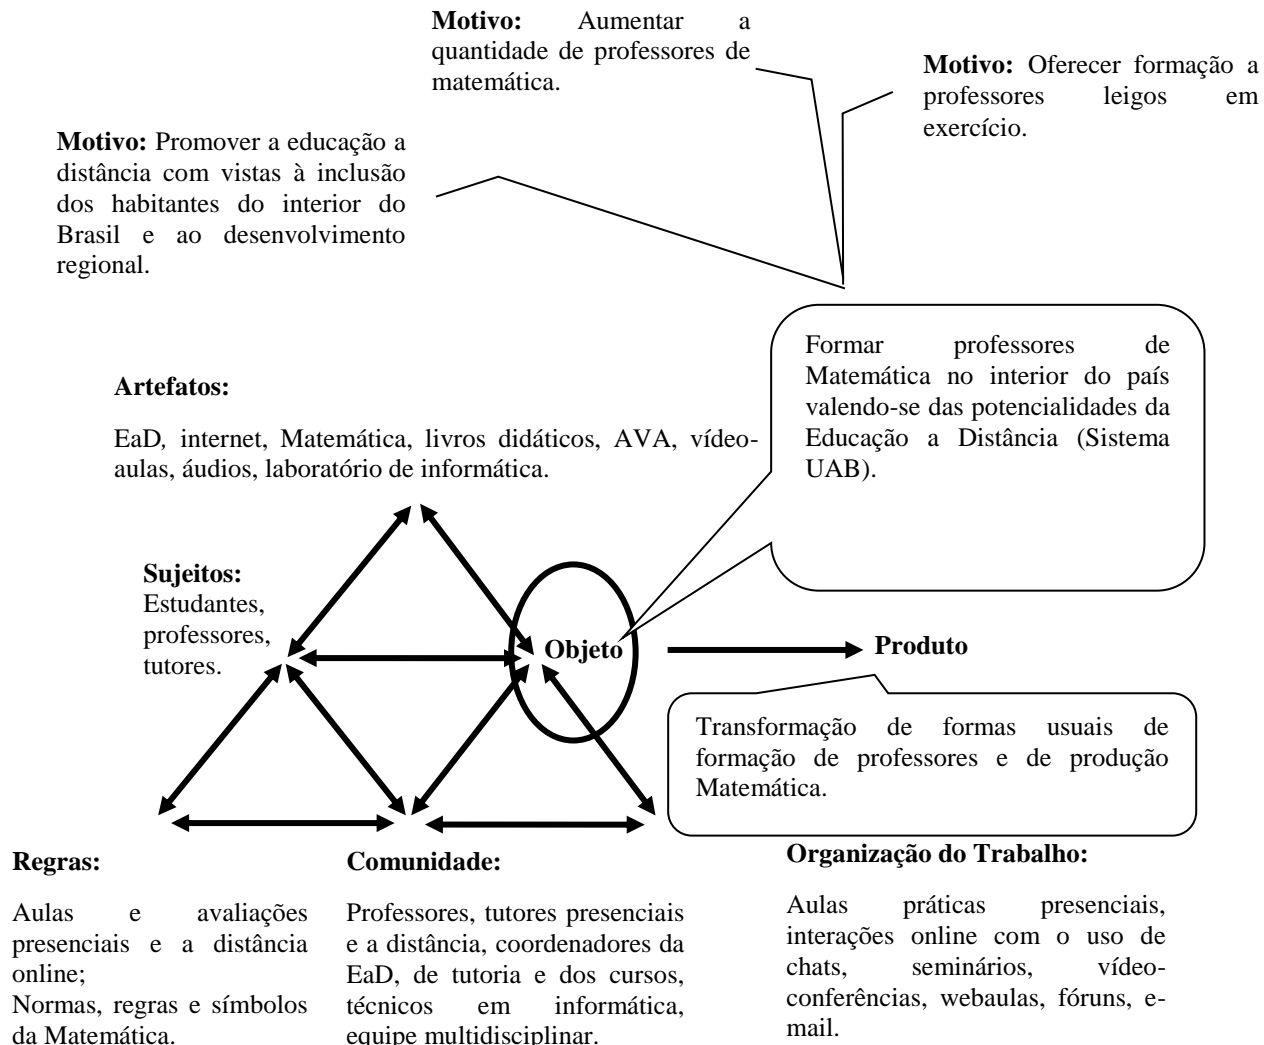 Motivo: Aumentar a
quantidade de professores de
matemática.
Motivo: Oferecer formação a
professores leigos em
exercício.
Motivo: Promover a educação a
distância com vistas à inclusão
dos habitantes do interior do
Brasil e ao desenvolvimento
regional.
Formar professores de
Matemática no interior do país
valendo-se das potencialidades da
Educação a Distância (Sistema
UAB).
Artefatos:
EaD, internet, Matemática, livros didáticos, AVA, vídeo-
aulas, áudios, laboratório de informática.
Sujeitos:
Estudantes,
professores,
tutores.
Objeto
Produto
Transformação de formas usuais de
formação de professores e de produção
Matemática.
Regras:
Aulas e avaliações
presenciais e a distância
online;
Normas, regras e símbolos
da Matemática.
Comunidade:
Professores, tutores presenciais
e a distância, coordenadores da
EaD, de tutoria e dos cursos,
técnicos em informática,
equipe multidisciplinar.
Organização do Trabalho:
Aulas práticas presenciais,
interações online com o uso de
chats, seminários, vídeo-
conferências, webaulas, fóruns, e-
mail.